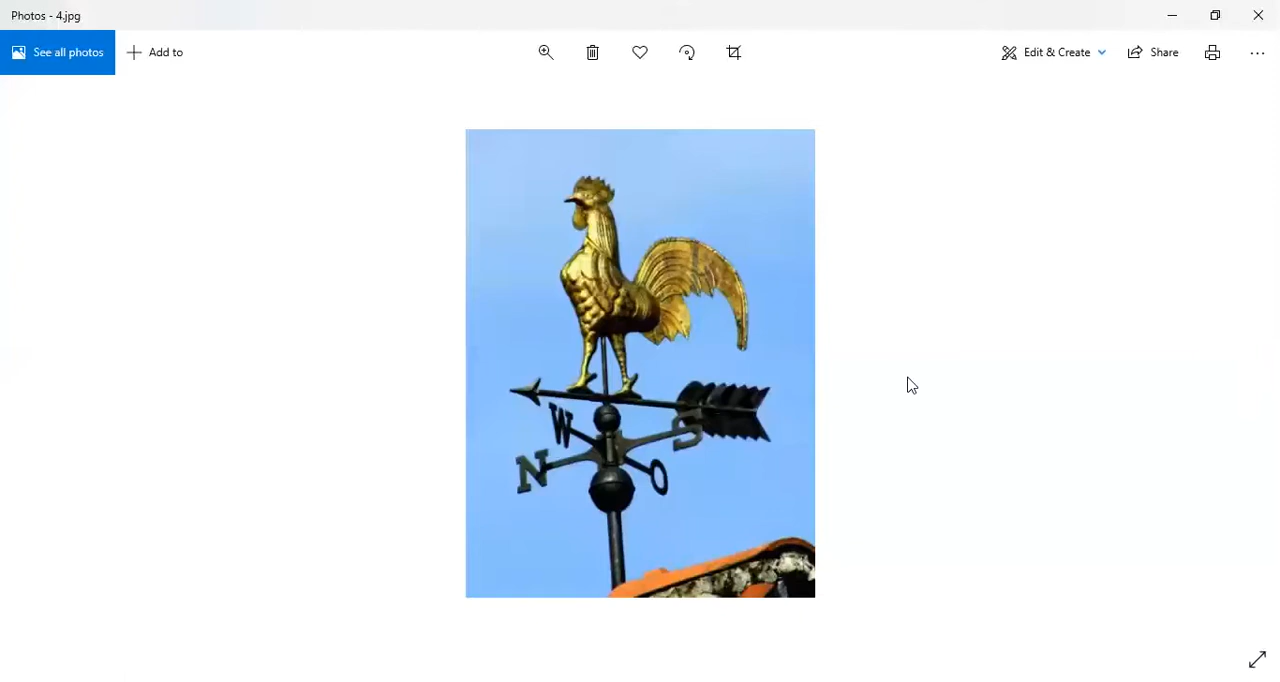 Photos - 4.jpg
See all photos
Add to
Edit & Create
Share
W
S
N
O